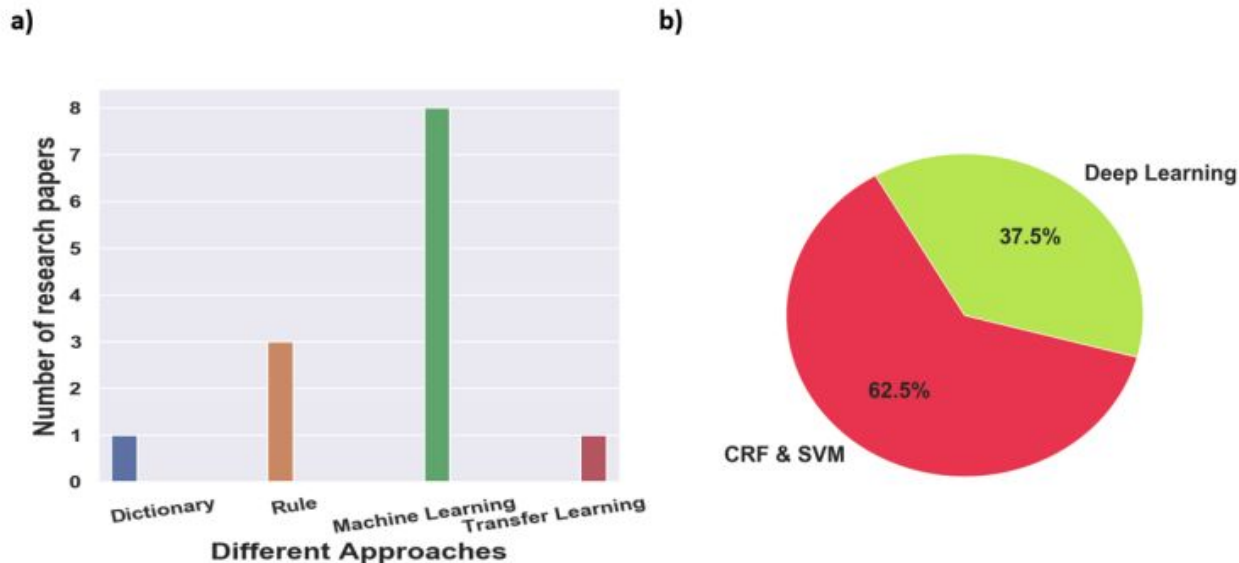 a)
b)
Number of research papers
8
7
6
5
4
3
2
1
0
Dictionary
Rule
Machine Learning
Transfer Learning
Different Approaches
Deep Learning
37.5%
62.5%
CRF & SVM